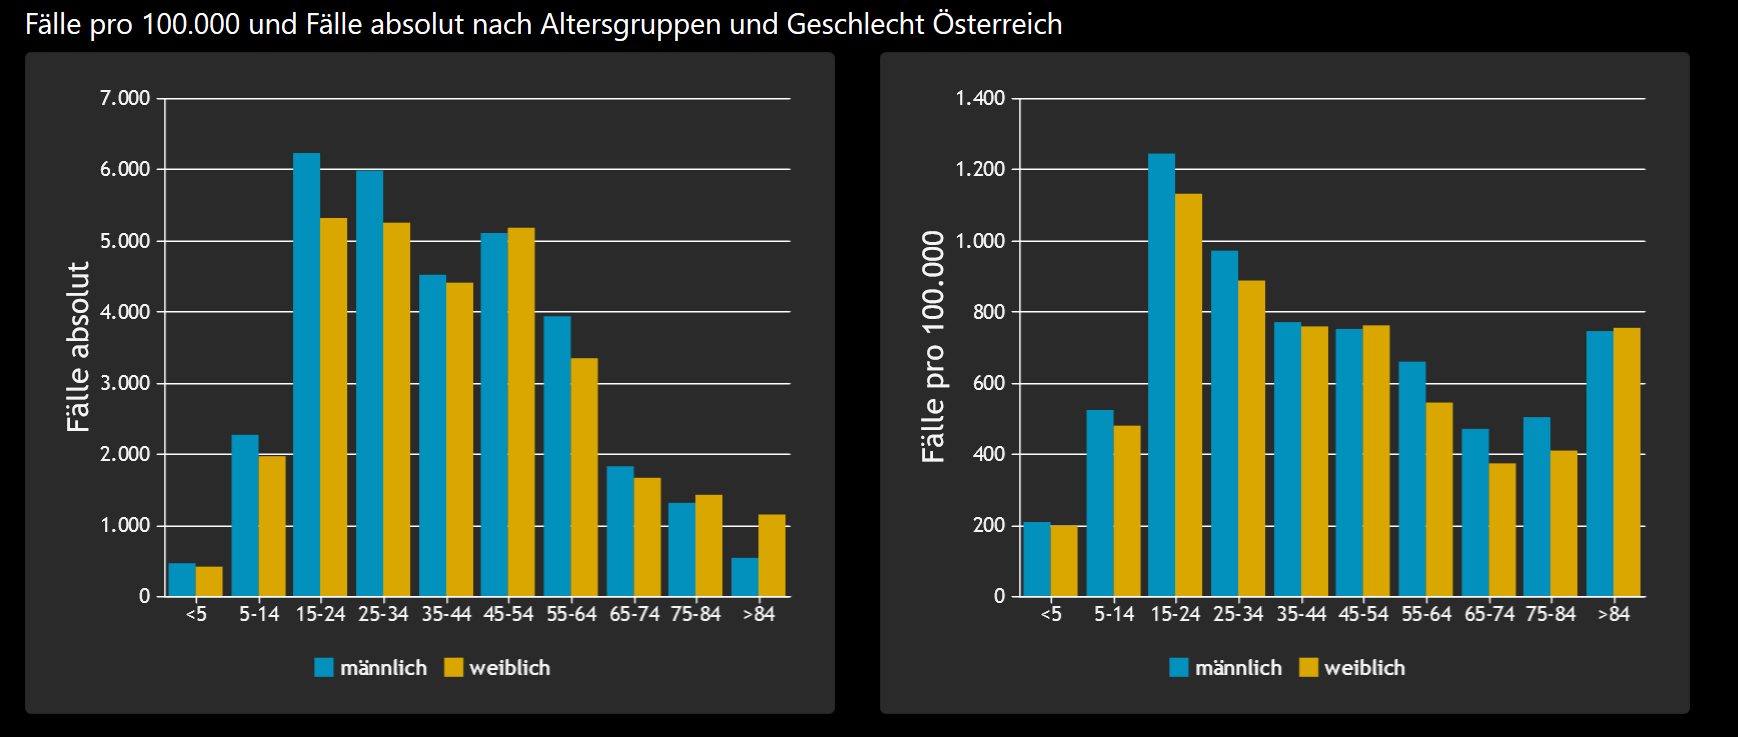 Fälle pro 100.000 und Fälle absolut nach Altersgruppen und Geschlecht Österreich
Fälle absolut
7.000
6.000
5.000
4.000
3.000
2.000
1.000
0
<5 5-14 15-24 25-34 35-44 45-54 55-64 65-74 75-84 >84
männlich weiblich
Fälle pro 100.000
1.400
1.200
1.000
800
600
400
200
0
<5 5-14 15-24 25-34 35-44 45-54 55-64 65-74 75-84 >84
männlich weiblich